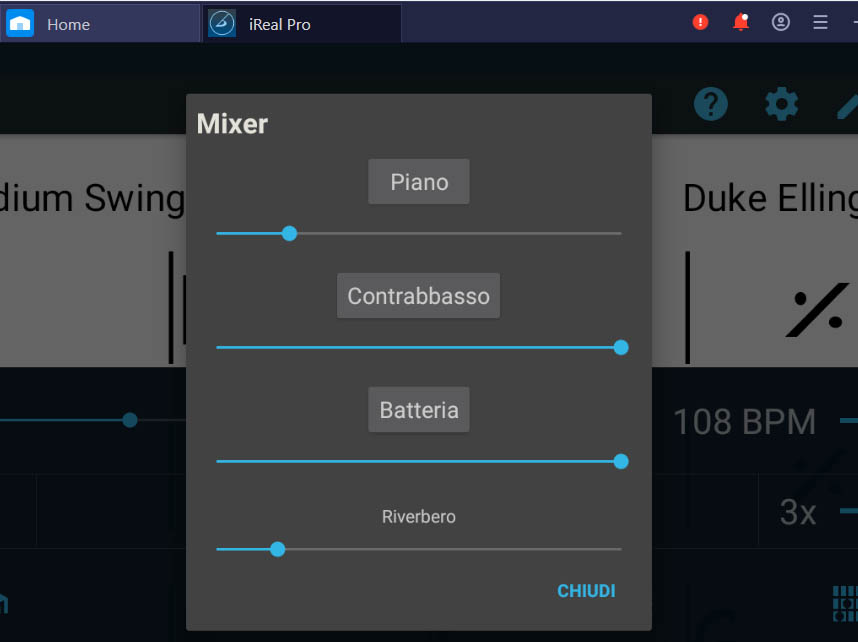 Home
iReal Pro
Mixer
Piano
dium Swing
Duke Elling
Contrabbasso
Batteria
108 BPM
Riverbero
3x
CHIUDI